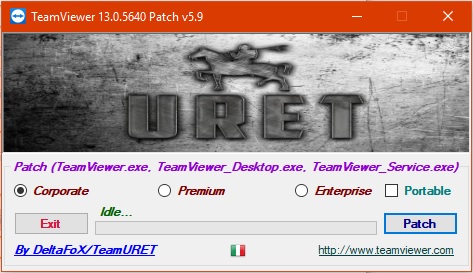 TeamViewer 13.0.5640 Patch v5.9
URET
Patch (TeamViewer.exe, TeamViewer_Desktop.exe, TeamViewer_Service.exe)
Corporate Premium Enterprise Portable
Idle...
Exit Patch
By DeltaFoX/TeamURET http://www.teamviewer.com